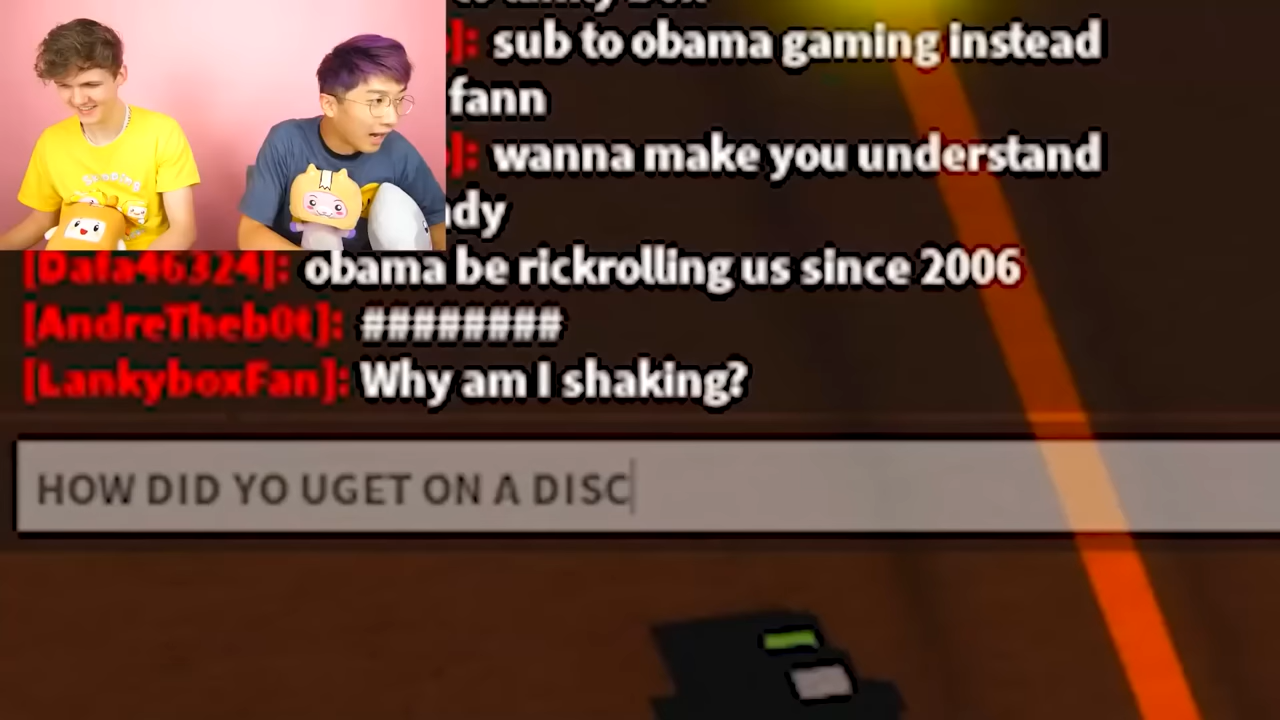 sub to obama gaming instead
fann
wanna make you understand
dy
[Dafa46324]: obama be rickrolling us since 2006
[AndreTheb0t]: ########
[LankyboxFan]: Why am I shaking?
HOW DID YO UGET ON A DISC